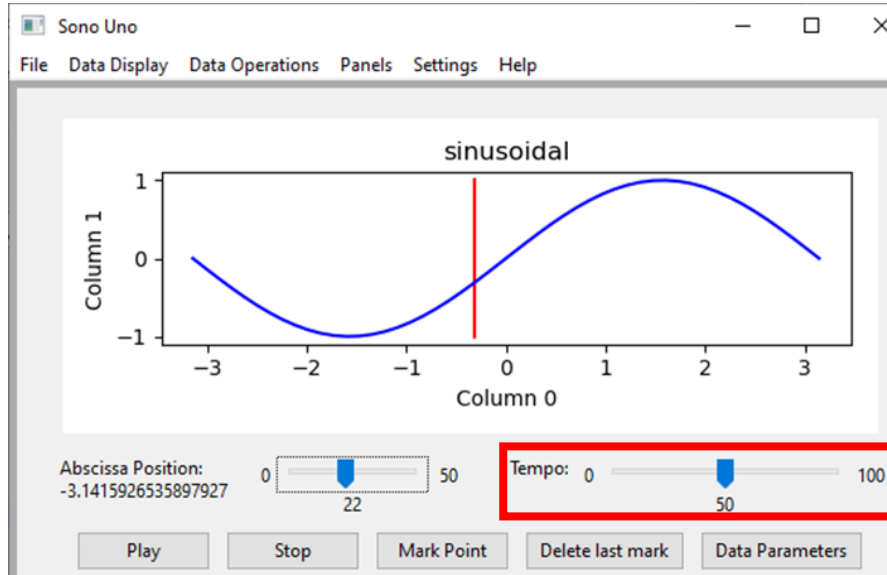 Sono Uno
File Data Display Data Operations Panels Settings Help
sinusoidal
1
0
−1
Column 1
−3 −2 −1 0 1 2 3
Column 0
Abscissa Position: 0 50 Tempo: 0 100
-3.1415926535897927 22 50
Play Stop Mark Point Delete last mark Data Parameters